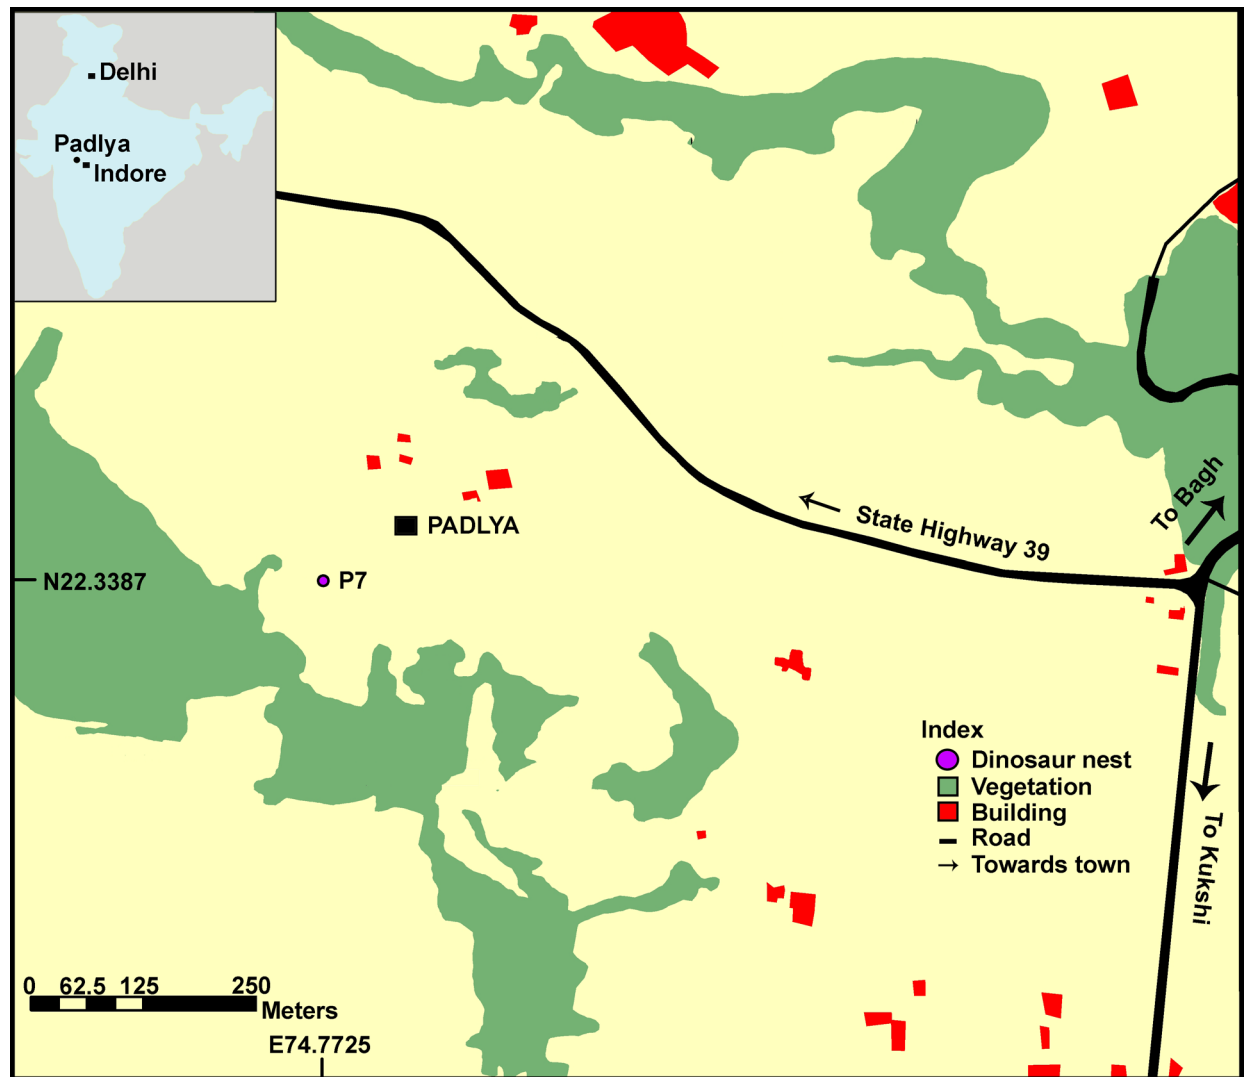 Delhi
Padlya
Indore
To Bagh
State Highway 39
PADLYA
N22.3387
P7
Index
Dinosaur nest
Vegetation
Building
Road
Towards town
To Kukshi
0 62.5 125 250
Meters
E74.7725